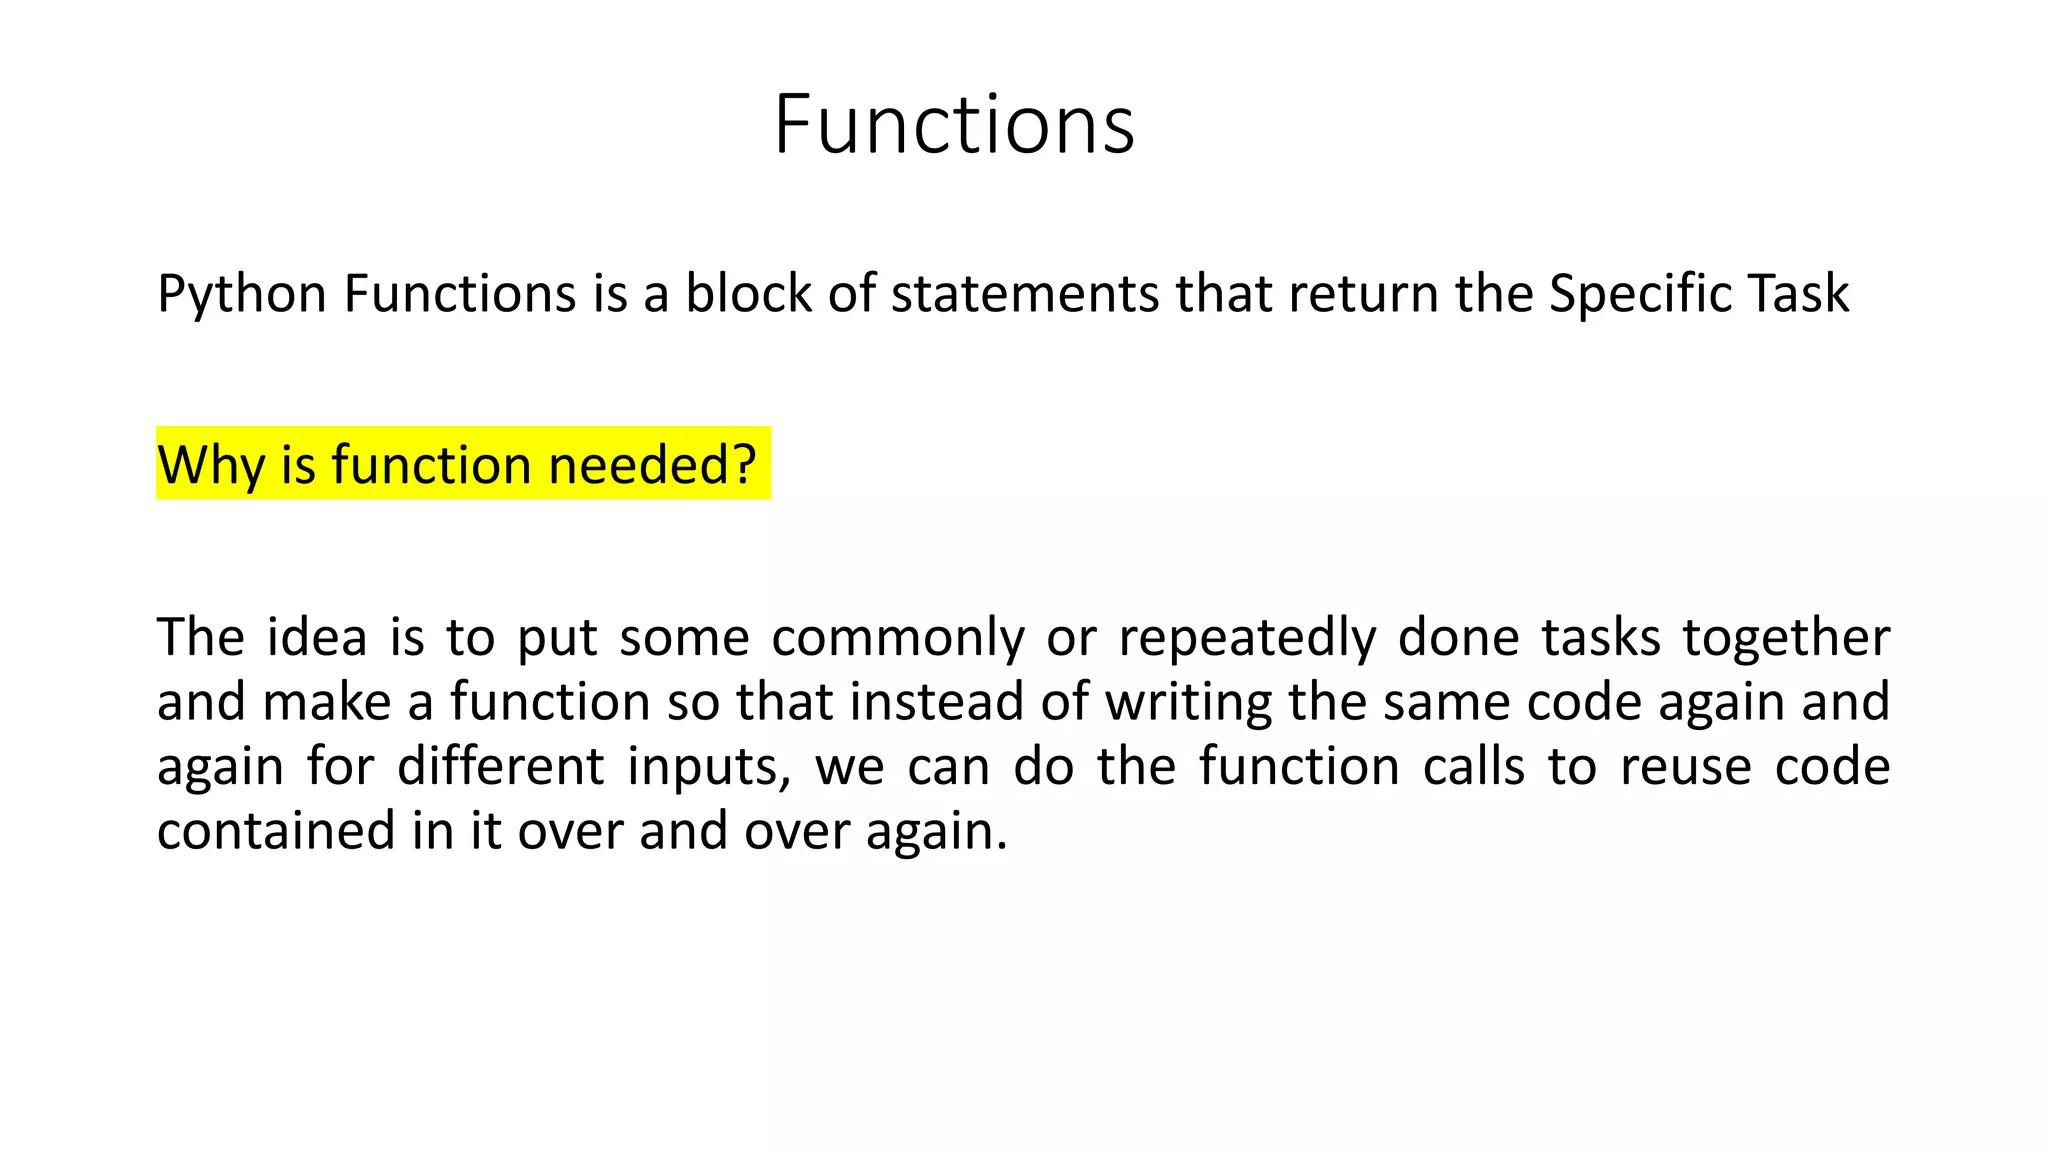 Functions
Python Functions is a block of statements that return the Specific Task
Why is function needed?
The idea is to put some commonly or repeatedly done tasks together
and make a function so that instead of writing the same code again and
again for different inputs, we can do the function calls to reuse code
contained in it over and over again.